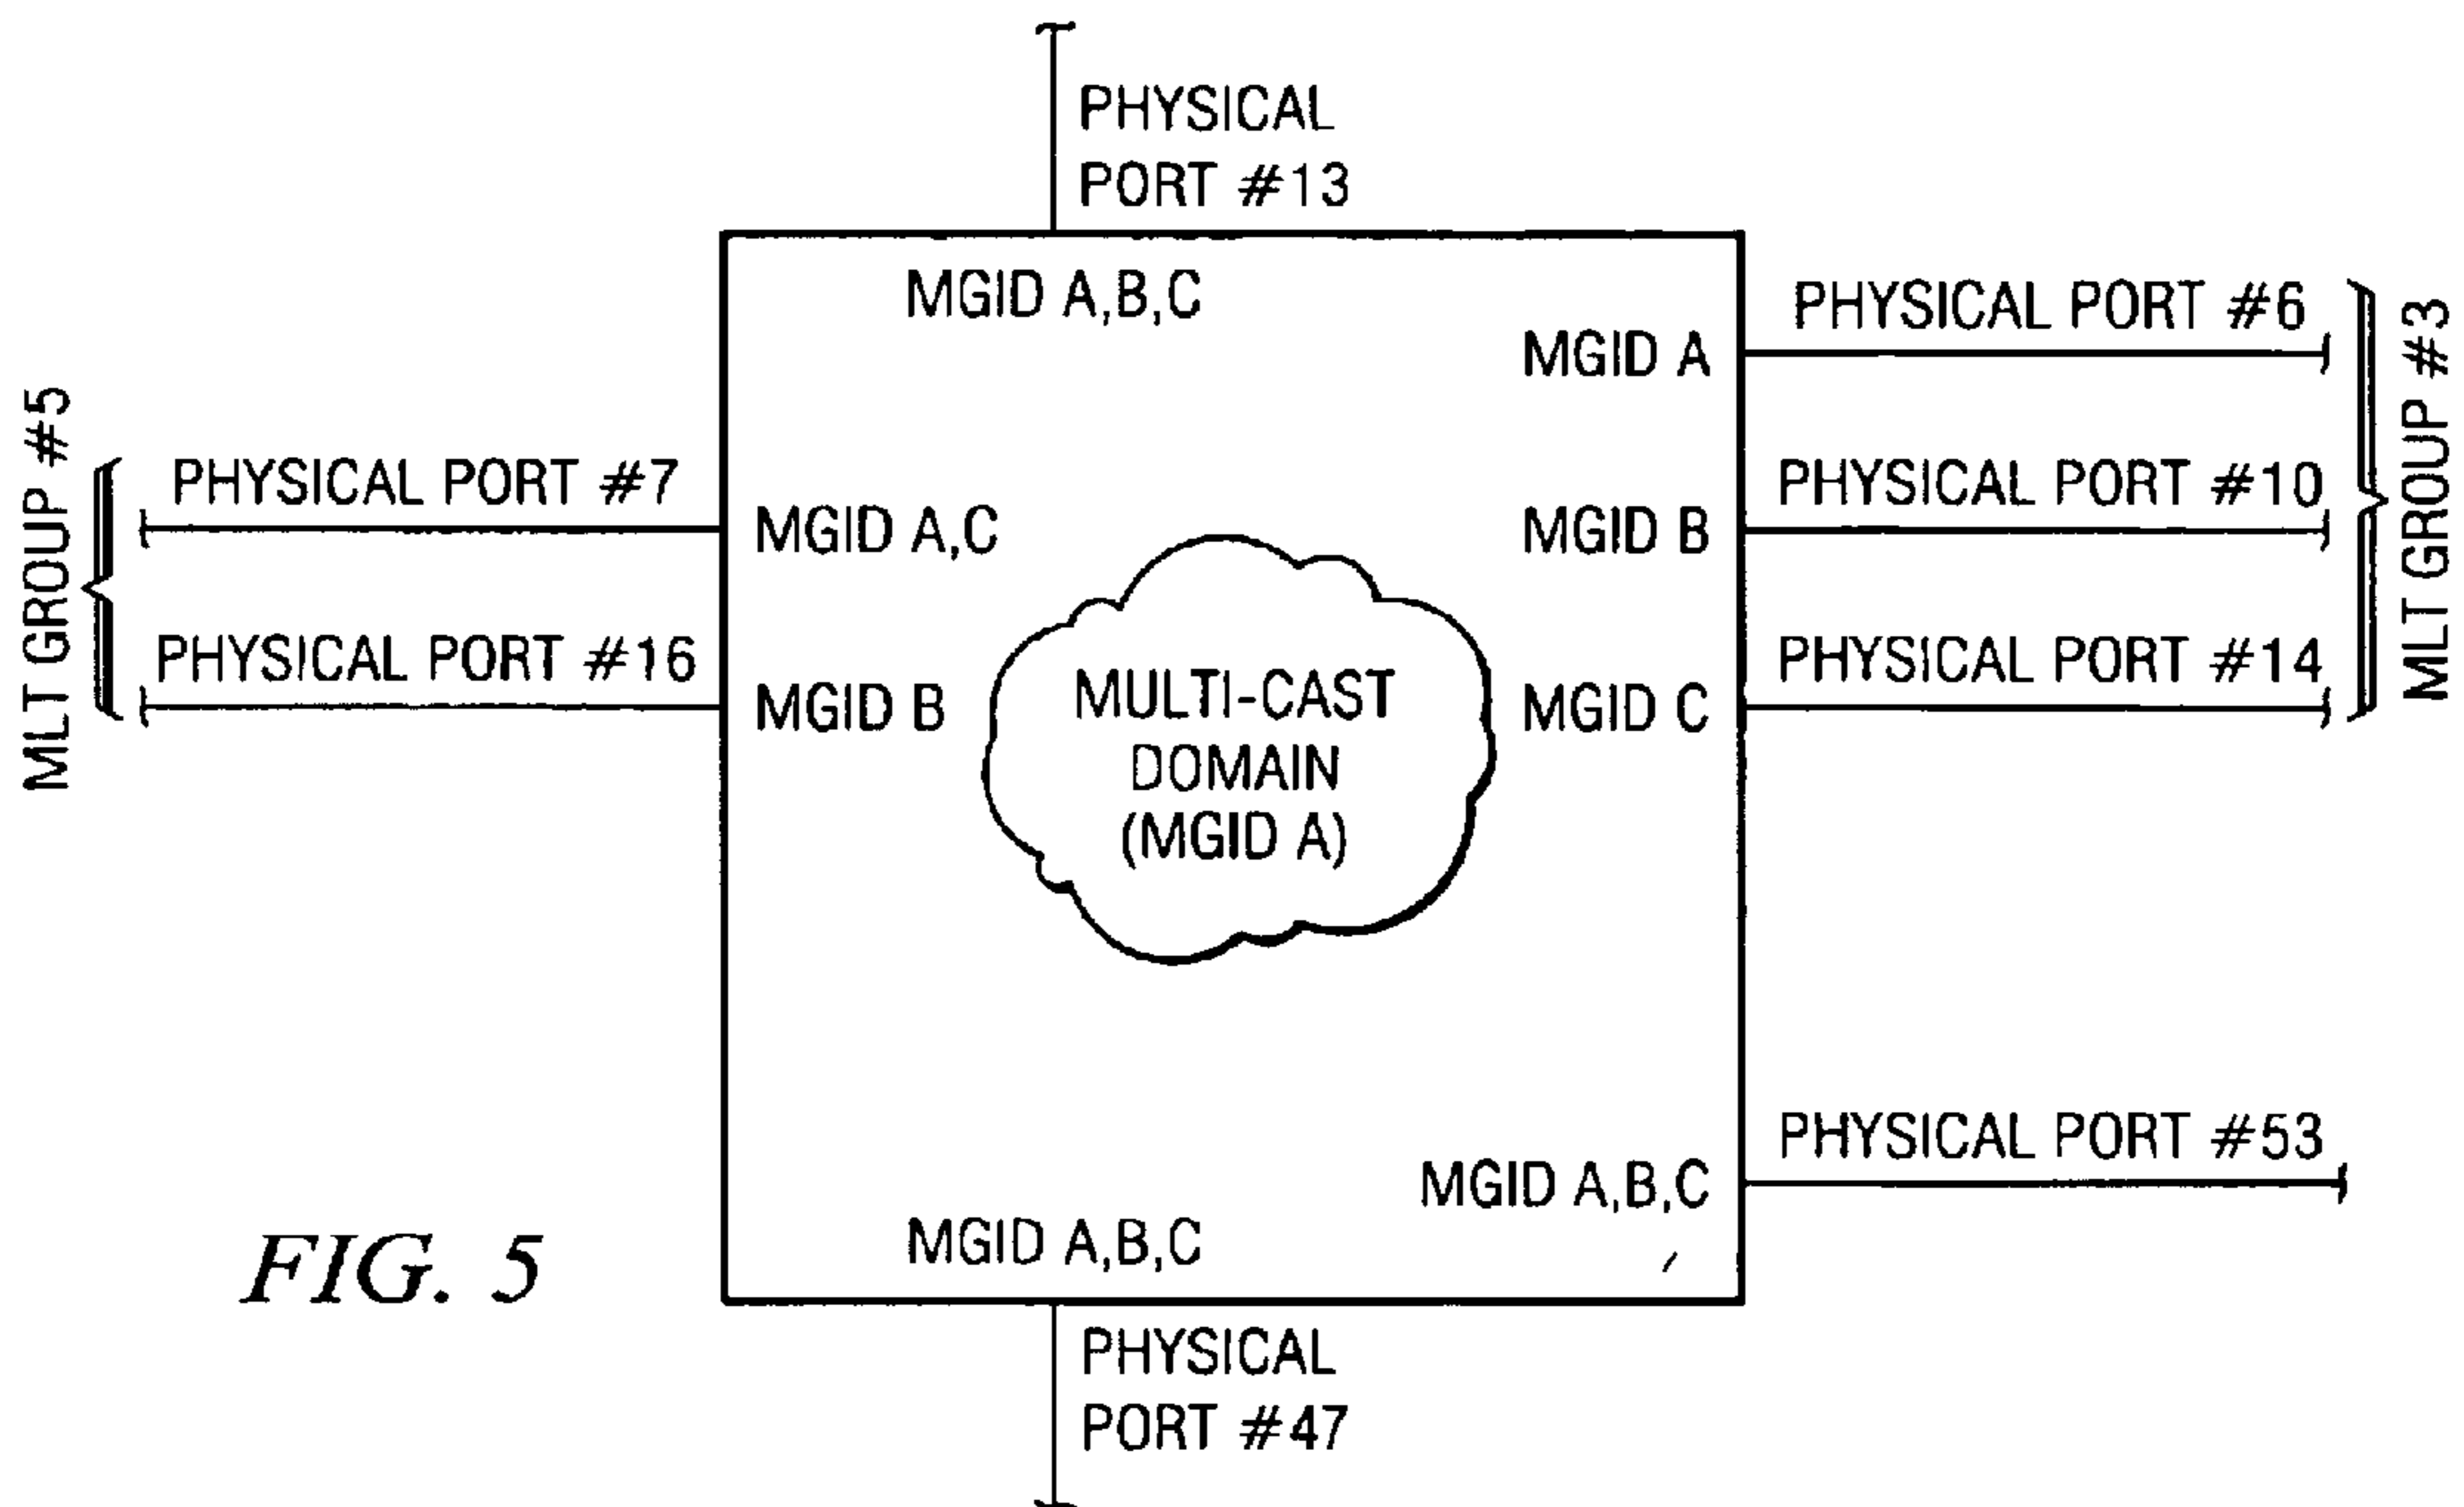 PHYSICAL
PORT #13
MGID A,B,C
PHYSICAL PORT #6
MGID A
MLT GROUP #3
MLT GROUP #5
PHYSICAL PORT #7
MGID A,C
PHYSICAL PORT #10
MGID B
PHYSICAL PORT #16
MGID B
PHYSICAL PORT #14
MGID C
MULTI-CAST
DOMAIN
(MGID A)
PHYSICAL PORT #53
MGID A,B,C
MGID A,B,C
FIG. 5
PHYSICAL
PORT #47